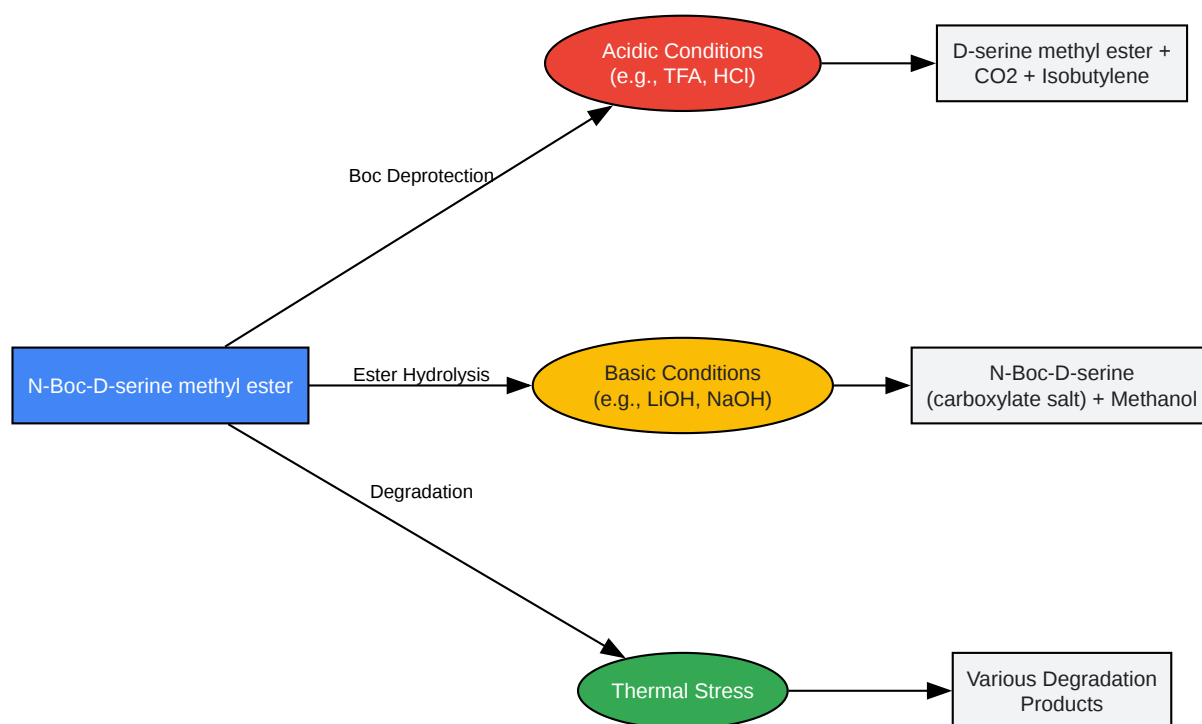 Acidic Conditions
(e.g., TFA, HCl)
D-serine methyl ester +
CO2 + Isobutylene
Boc Deprotection
N-Boc-D-serine methyl ester
Ester Hydrolysis
Basic Conditions
(e.g., LiOH, NaOH)
N-Boc-D-serine
(carboxylate salt) + Methanol
Degradation
Thermal Stress
Various Degradation
Products